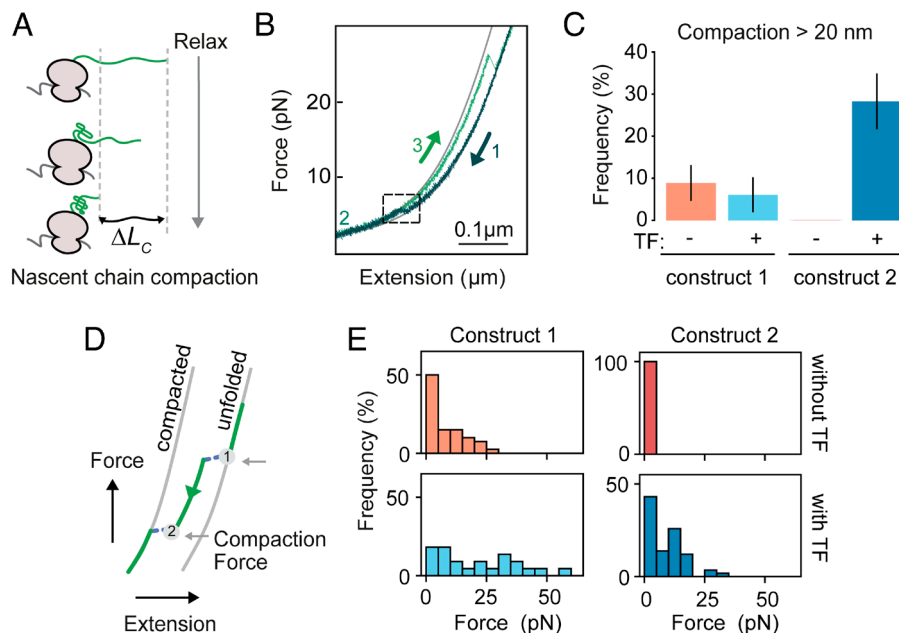 A
Relax
ΔL_C
Nascent chain compaction
B
Force (pN)
20
10
1
2
3
0.1µm
Extension (µm)
C
Compaction > 20 nm
Frequency (%)
40
30
20
10
0
TF: - + - +
construct 1 construct 2
D
compacted
unfolded
Force
1
2
Compaction
Force
Extension
E
Construct 1 Construct 2
Frequency (%)
50
0
100
0
without TF
50
0
50
0
with TF
0 25 50 0 25 50
Force (pN) Force (pN)